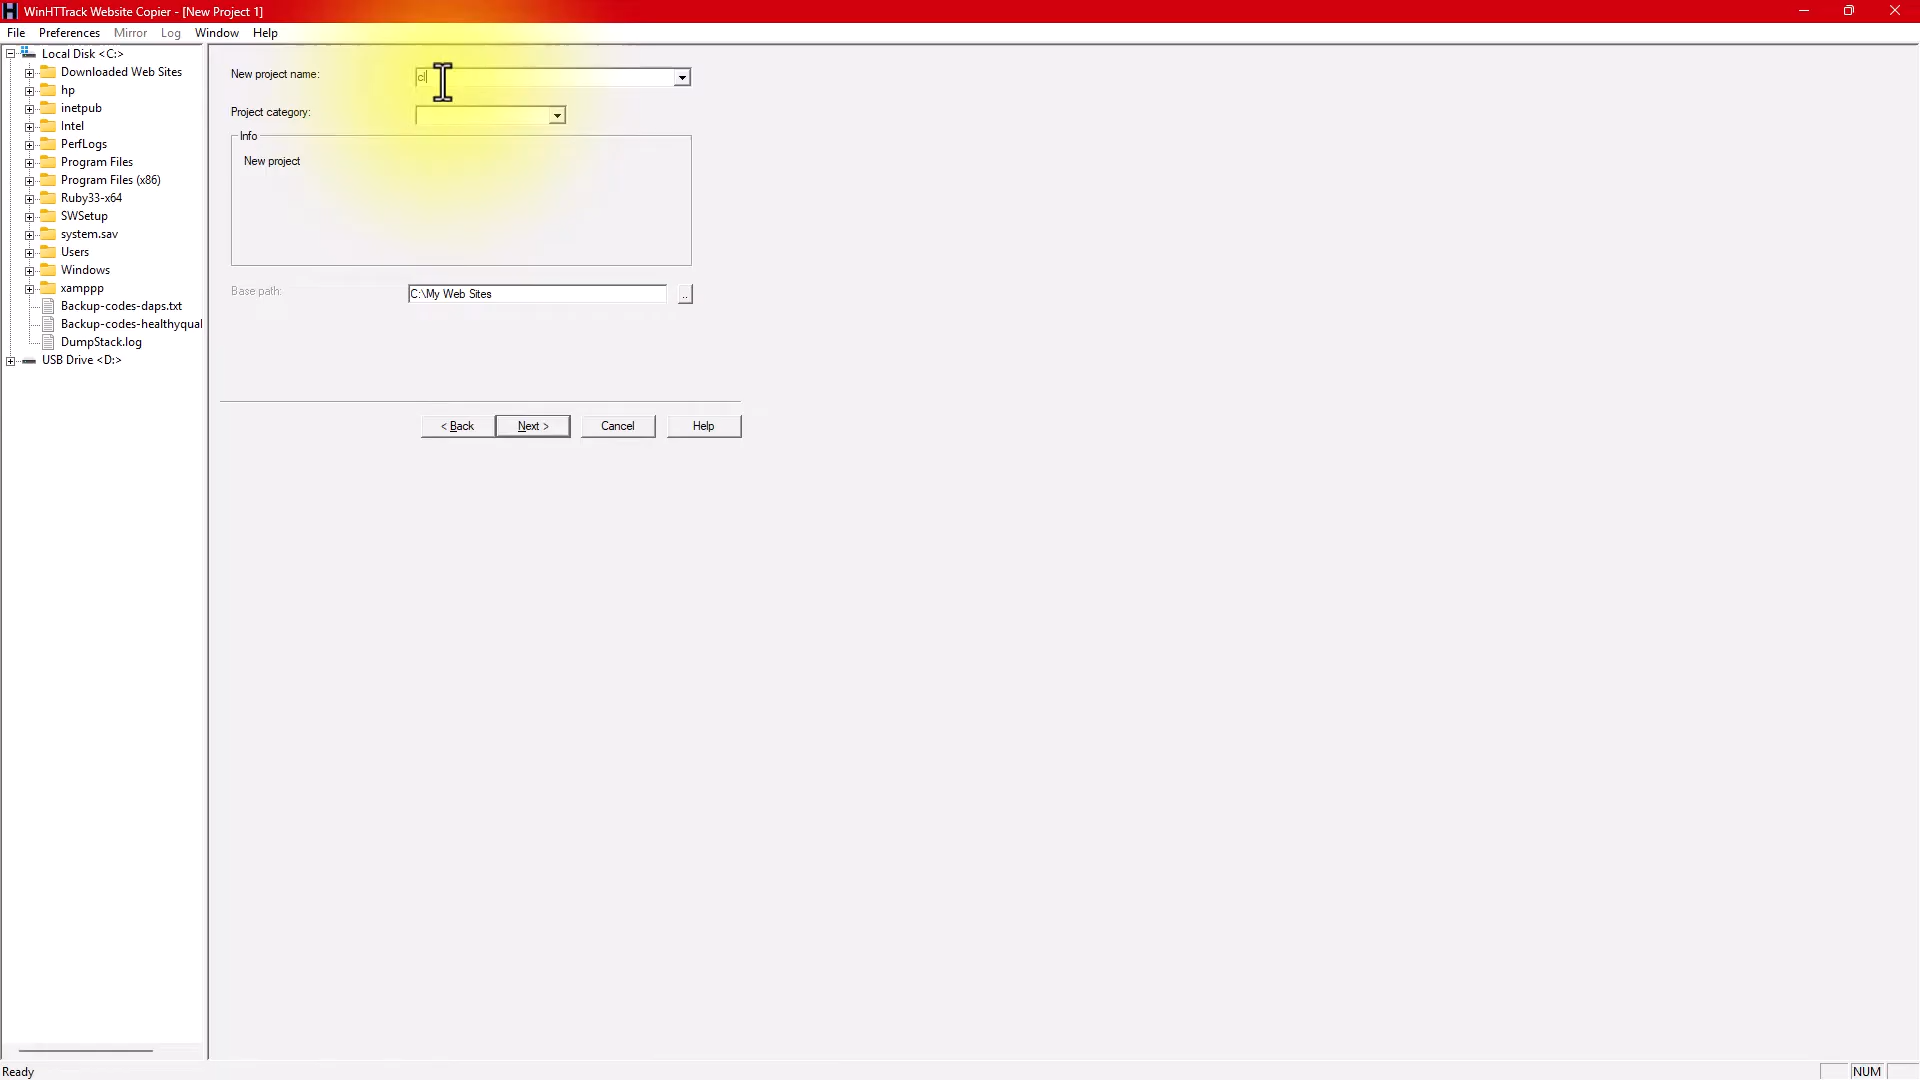 WinHTTrack Website Copier - [New Project 1]
File Preferences Mirror Log Window Help
Local Disk <C:>
Downloaded Web Sites
hp
inetpub
Intel
PerfLogs
Program Files
Program Files (x86)
Ruby33-x64
SWSetup
system.sav
Users
Windows
xamppp
Backup-codes-daps.txt
Backup-codes-healthyqual
DumpStack.log
USB Drive <D:>
New project name:
cl
Project category:
Info
New project
Base path:
C:\My Web Sites
..
< Back
Next >
Cancel
Help
Ready
NUM